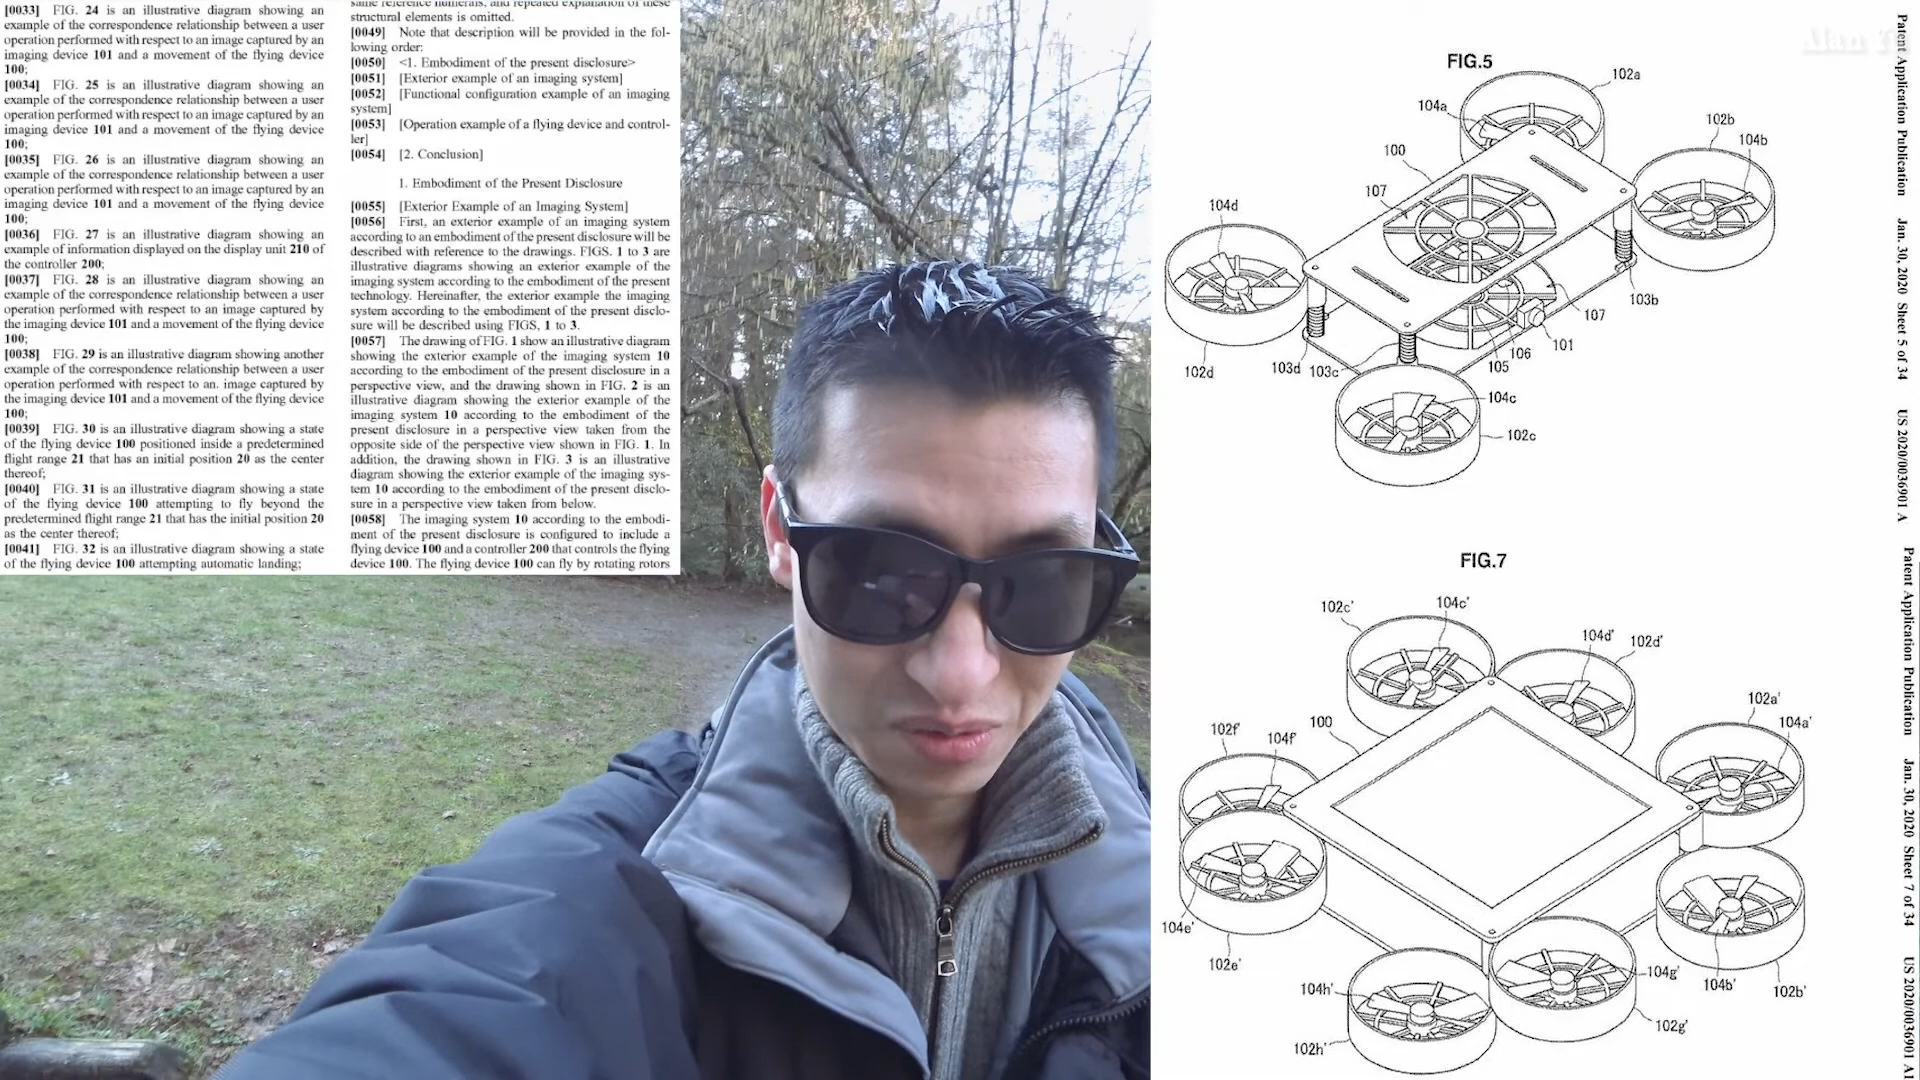 [0033] FIG. 24 is an illustrative diagram showing an
example of the correspondence relationship between a user
operation performed with respect to an image captured by an
imaging device 101 and a movement of the flying device
100;
[0034] FIG. 25 is an illustrative diagram showing an
example of the correspondence relationship between a user
operation performed with respect to an image captured by an
imaging device 101 and a movement of the flying device
100;
[0035] FIG. 26 is an illustrative diagram showing an
example of the correspondence relationship between a user
operation performed with respect to an image captured by an
imaging device 101 and a movement of the flying device
100;
[0036] FIG. 27 is an illustrative diagram showing an
example of information displayed on the display unit 210 of
the controller 200;
[0037] FIG. 28 is an illustrative diagram showing an
example of the correspondence relationship between a user
operation performed with respect to an image captured by
the imaging device 101 and a movement of the flying device
100;
[0038] FIG. 29 is an illustrative diagram showing another
example of the correspondence relationship between a user
operation performed with respect to an. image captured by
the imaging device 101 and a movement of the flying device
100;
[0039] FIG. 30 is an illustrative diagram showing a state
of the flying device 100 positioned inside a predetermined
flight range 21 that has an initial position 20 as the center
thereof;
[0040] FIG. 31 is an illustrative diagram showing a state
of the flying device 100 attempting to fly beyond the
predetermined flight range 21 that has the initial position 20
as the center thereof;
[0041] FIG. 32 is an illustrative diagram showing a state
of the flying device 100 attempting automatic landing;
same reference numerals, and repeated explanation of these
structural elements is omitted.
[0049] Note that description will be provided in the fol-
lowing order:
[0050] <1. Embodiment of the present disclosure>
[0051] [Exterior example of an imaging system]
[0052] [Functional configuration example of an imaging
system]
[0053] [Operation example of a flying device and control-
ler]
[0054] [2. Conclusion]
1. Embodiment of the Present Disclosure
[0055] [Exterior Example of an Imaging System]
[0056] First, an exterior example of an imaging system
according to an embodiment of the present disclosure will be
described with reference to the drawings. FIGS. 1 to 3 are
illustrative diagrams showing an exterior example of the
imaging system according to the embodiment of the present
technology. Hereinafter, the exterior example the imaging
system according to the embodiment of the present disclo-
sure will be described using FIGS, 1 to 3.
[0057] The drawing of FIG. 1 show an illustrative diagram
showing the exterior example of the imaging system 10
according to the embodiment of the present disclosure in a
perspective view, and the drawing shown in FIG. 2 is an
illustrative diagram showing the exterior example of the
imaging system 10 according to the embodiment of the
present disclosure in a perspective view taken from the
opposite side of the perspective view shown in FIG. 1. In
addition, the drawing shown in FIG. 3 is an illustrative
diagram showing the exterior example of the imaging sys-
tem 10 according to the embodiment of the present disclo-
sure in a perspective view taken from below.
[0058] The imaging system 10 according to the embodi-
ment of the present disclosure is configured to include a
flying device 100 and a controller 200 that controls the flying
device 100. The flying device 100 can fly by rotating rotors
FIG.5
102a
104a
102b
104b
100
107
104d
103b
107
101
106
105
102d
103d
103c
104c
102c
FIG.7
102c'
104c'
104d'
102d'
102a'
104a'
100
102f'
104f'
104e'
102e'
104g'
104b'
102b'
104h'
102g'
102h'
Patent Application Publication Jan. 30, 2020 Sheet 5 of 34 US 2020/0036901 A
Patent Application Publication Jan. 30, 2020 Sheet 7 of 34 US 2020/0036901 A1
Alan